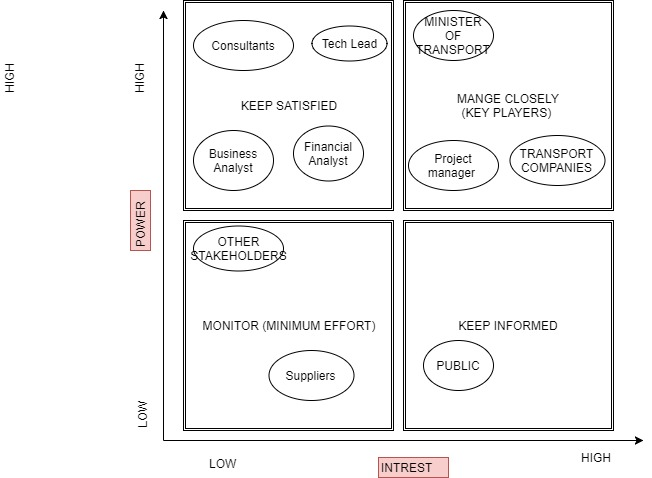 HIGH
HIGH
Consultants
Tech Lead
KEEP SATISFIED
Business
Analyst
Financial
Analyst
MINISTER
OF
TRANSPORT
MANGE CLOSELY
(KEY PLAYERS)
Project
manager
TRANSPORT
COMPANIES
POWER
OTHER
STAKEHOLDERS
MONITOR (MINIMUM EFFORT)
Suppliers
KEEP INFORMED
PUBLIC
LOW
LOW
INTREST
HIGH